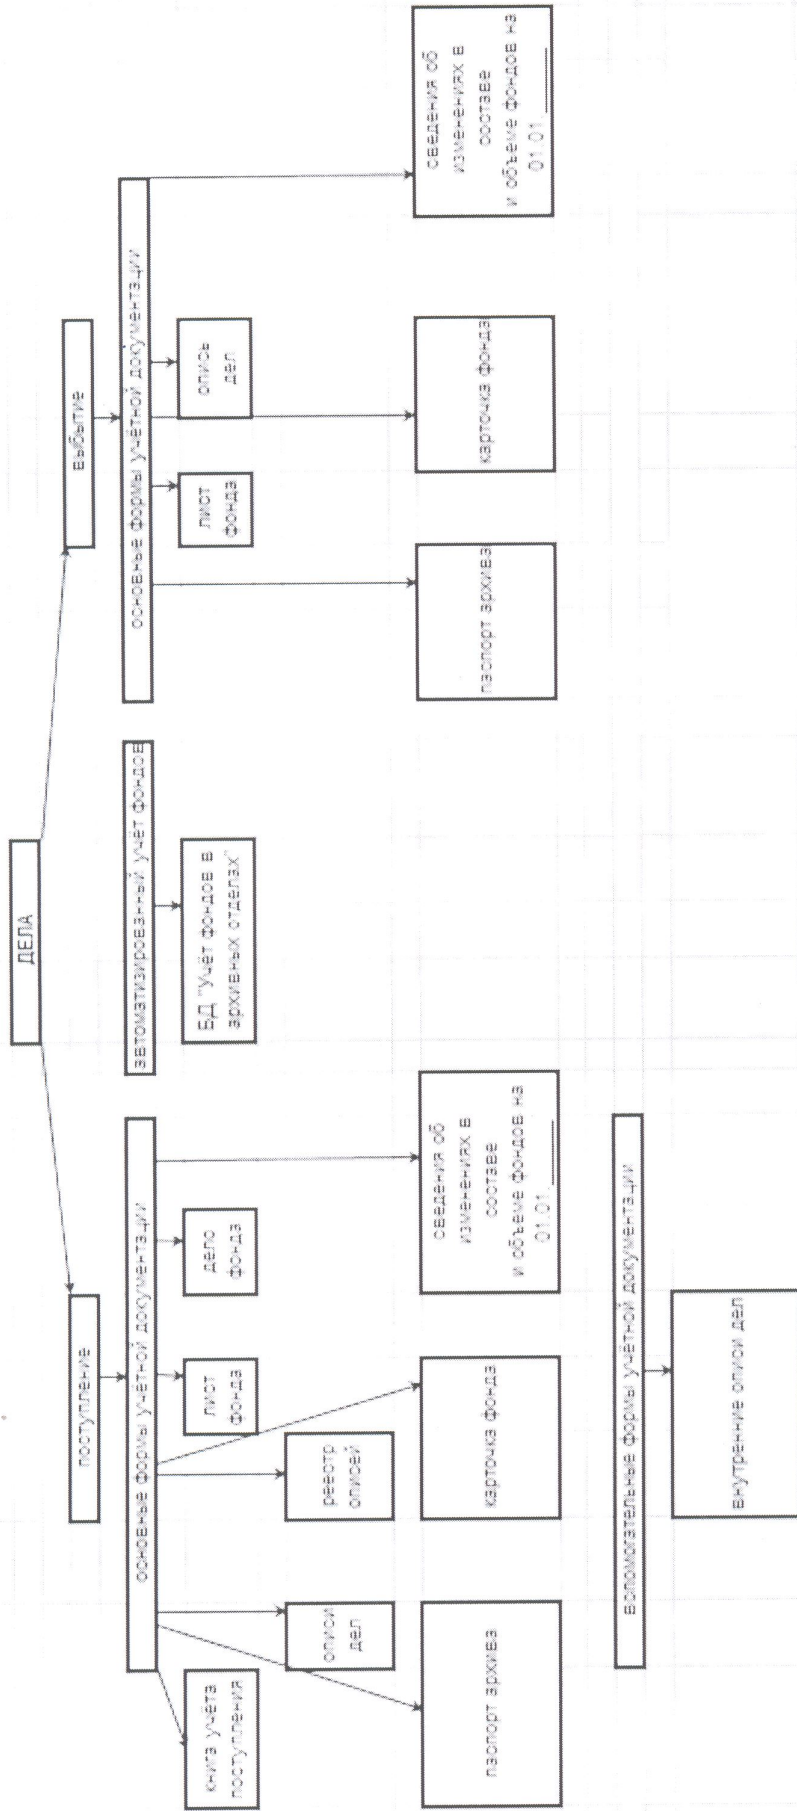 ДЕЛА
поступление
выбытие
основные формы учётной документации
автоматизированный учёт фондов
основные формы учётной документации
книга учёта
поступления
лист
фонда
дело
фонда
БД "Учёт фондов в
архивных отделах"
лист
фонда
опись
дел
описи
дел
реестр
описей
паспорт архива
карточка фонда
сведения об
изменениях в
составе
и объеме фондов на
01.01.____
паспорт архива
карточка фонда
сведения об
изменениях в
составе
и объеме фондов на
01.01.____
вспомогательные формы учётной документации
внутренние описи дел